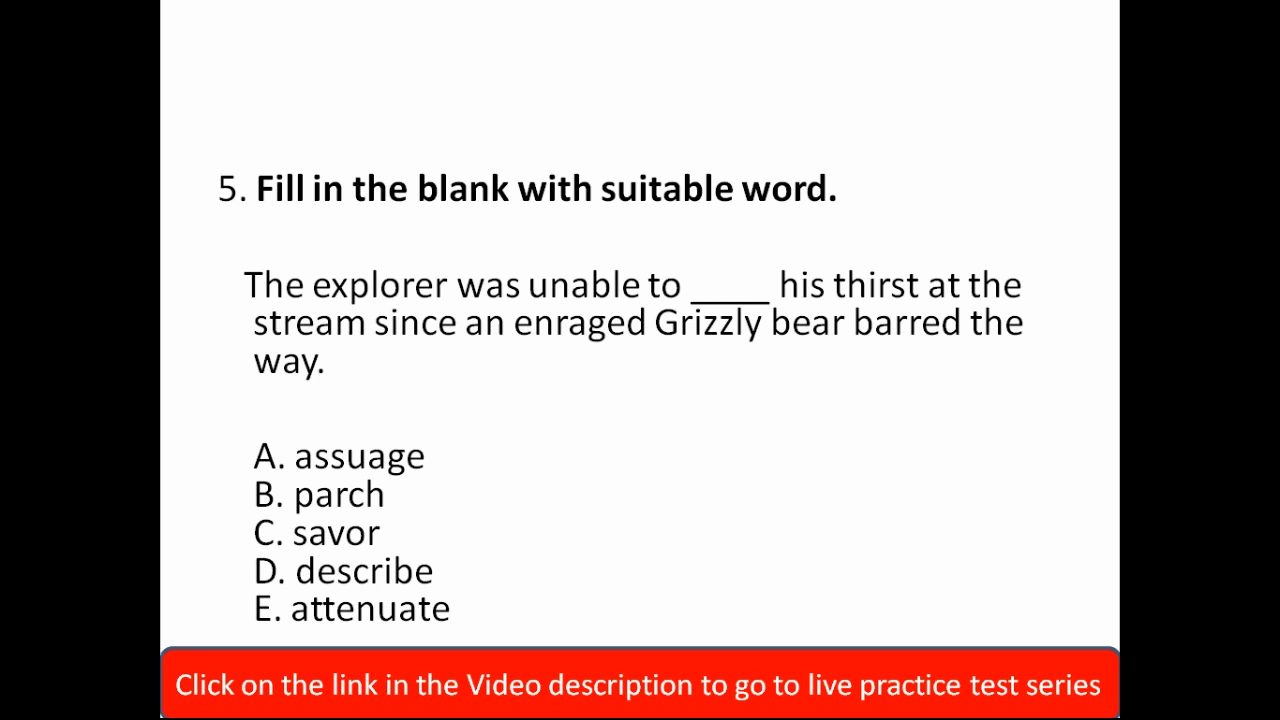 5. Fill in the blank with suitable word.
The explorer was unable to ____ his thirst at the
stream since an enraged Grizzly bear barred the
way.
A. assuage
B. parch
C. savor
D. describe
E. attenuate
Click on the link in the Video description to go to live practice test series